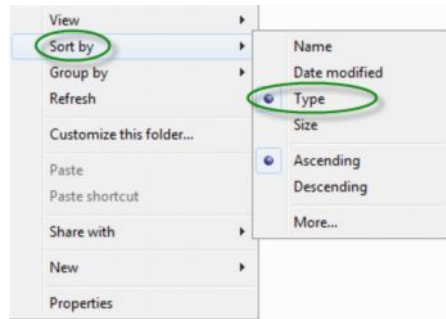 View
Sort by
Group by
Refresh
Customize this folder...
Paste
Paste shortcut
Share with
New
Properties
Name
Date modified
Type
Size
Ascending
Descending
More...